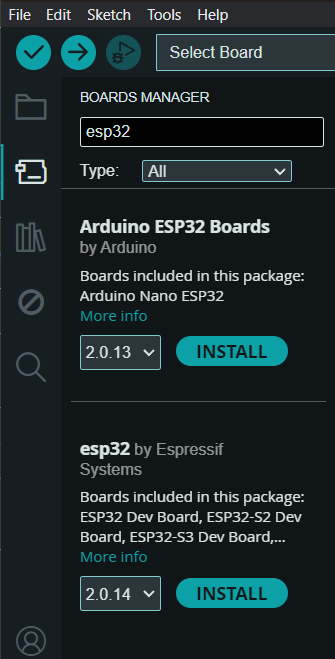 File Edit Sketch Tools Help
Select Board
BOARDS MANAGER
esp32
Type: All
Arduino ESP32 Boards
by Arduino
Boards included in this package:
Arduino Nano ESP32
More info
2.0.13 INSTALL
esp32 by Espressif
Systems
Boards included in this package:
ESP32 Dev Board, ESP32-S2 Dev
Board, ESP32-S3 Dev Board,...
More info
2.0.14 INSTALL